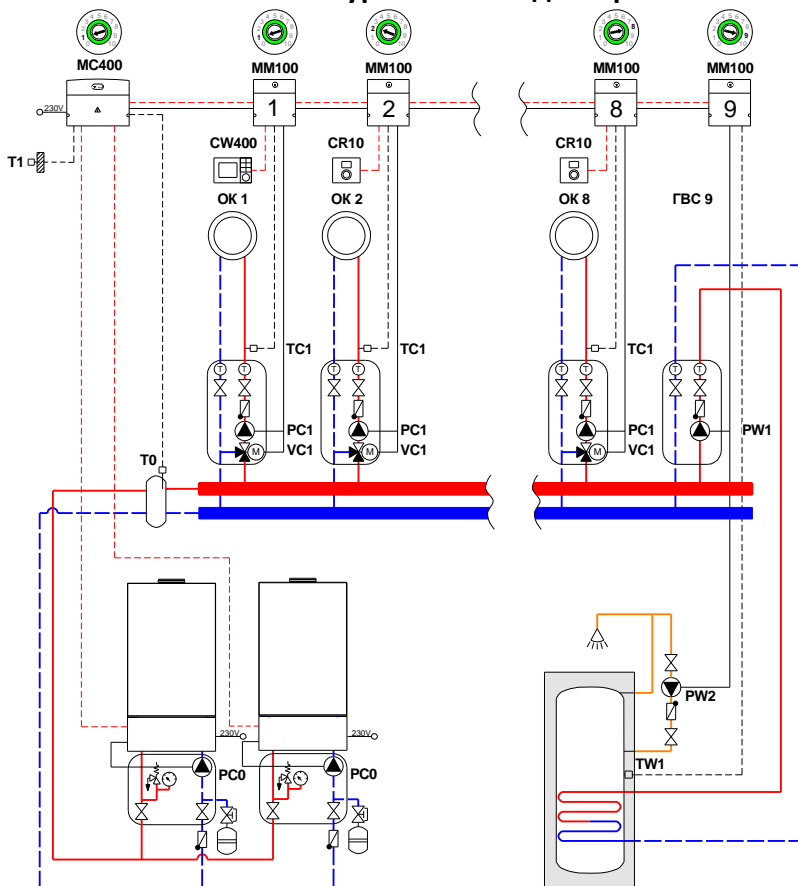 MC400
MM100
MM100
MM100
MM100
1
2
8
9
230V
T1
CW400
CR10
CR10
ОК 1
ОК 2
ОК 8
ГВС 9
TC1
TC1
TC1
T T
T T
T T
T T
PC1
PC1
PC1
PW1
M
VC1
M
VC1
M
VC1
T0
PW2
230V
230V
TW1
PC0
PC0